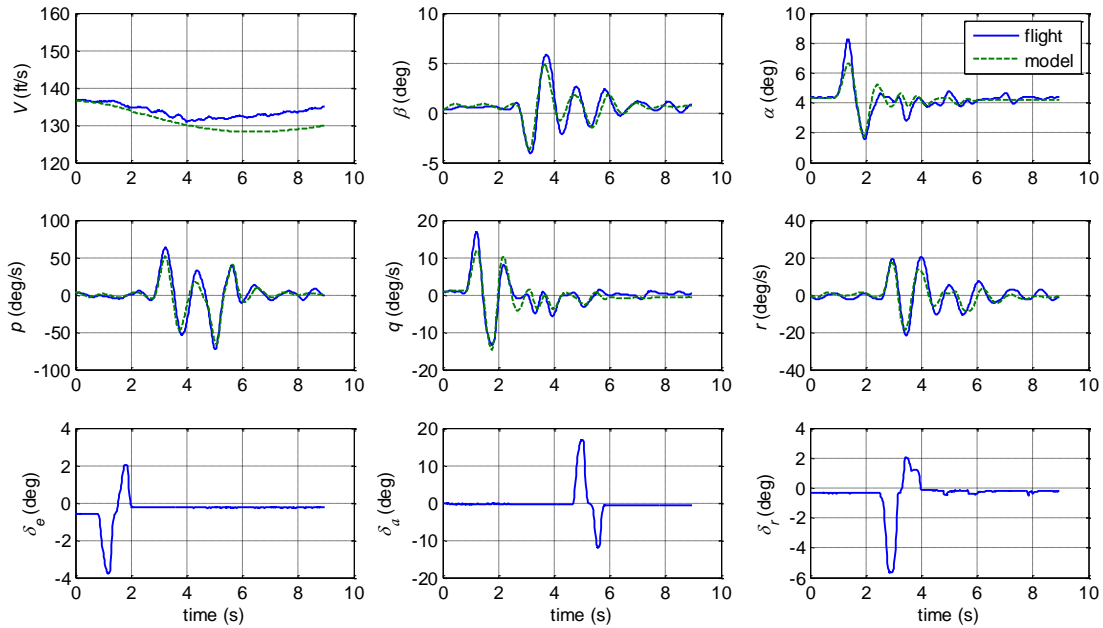 160
150
140
130
120
0 2 4 6 8 10
V (ft/s)
10
5
0
-5
0 2 4 6 8 10
β (deg)
10
8
6
4
2
0
0 2 4 6 8 10
α (deg)
flight
model
100
50
0
-50
-100
0 2 4 6 8 10
p (deg/s)
20
10
0
-10
-20
0 2 4 6 8 10
q (deg/s)
40
20
0
-20
-40
0 2 4 6 8 10
r (deg/s)
4
2
0
-2
-4
0 2 4 6 8 10
δe (deg)
time (s)
20
10
0
-10
-20
0 2 4 6 8 10
δa (deg)
time (s)
4
2
0
-2
-4
-6
0 2 4 6 8 10
δr (deg)
time (s)